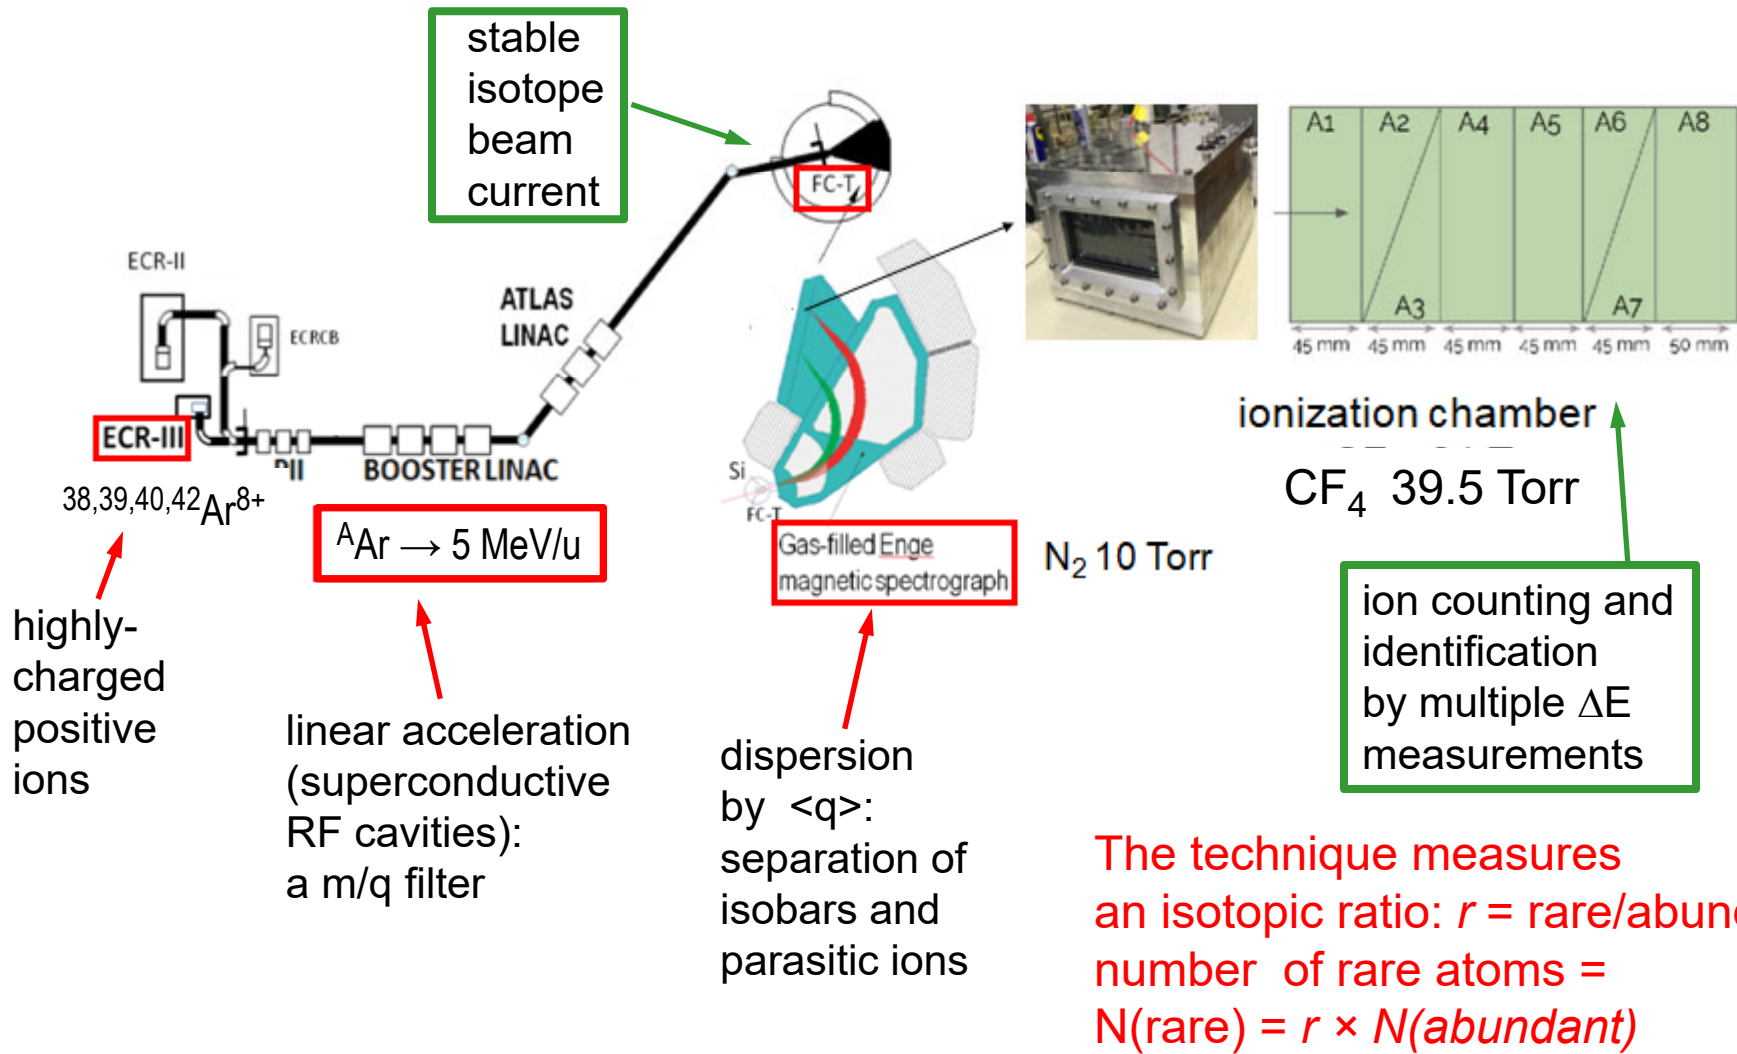 stable
isotope
beam
current
FC-T
ECR-II
ECRCB
ATLAS
LINAC
ECR-III
BOOSTER LINAC
38,39,40,42Ar8+
AAr → 5 MeV/u
highly-
charged
positive
ions
linear acceleration
(superconductive
RF cavities):
a m/q filter
Si
FC-T
Gas-filled Enge
magnetic spectrograph
N2 10 Torr
dispersion
by <q>:
separation of
isobars and
parasitic ions
A1 A2 A4 A5 A6 A8
A3 A7
45 mm 45 mm 45 mm 45 mm 45 mm 50 mm
ionization chamber
CF4 39.5 Torr
ion counting and
identification
by multiple ΔE
measurements
The technique measures
an isotopic ratio: r =
number of rare atoms =
N(rare) = r × N(abundant)